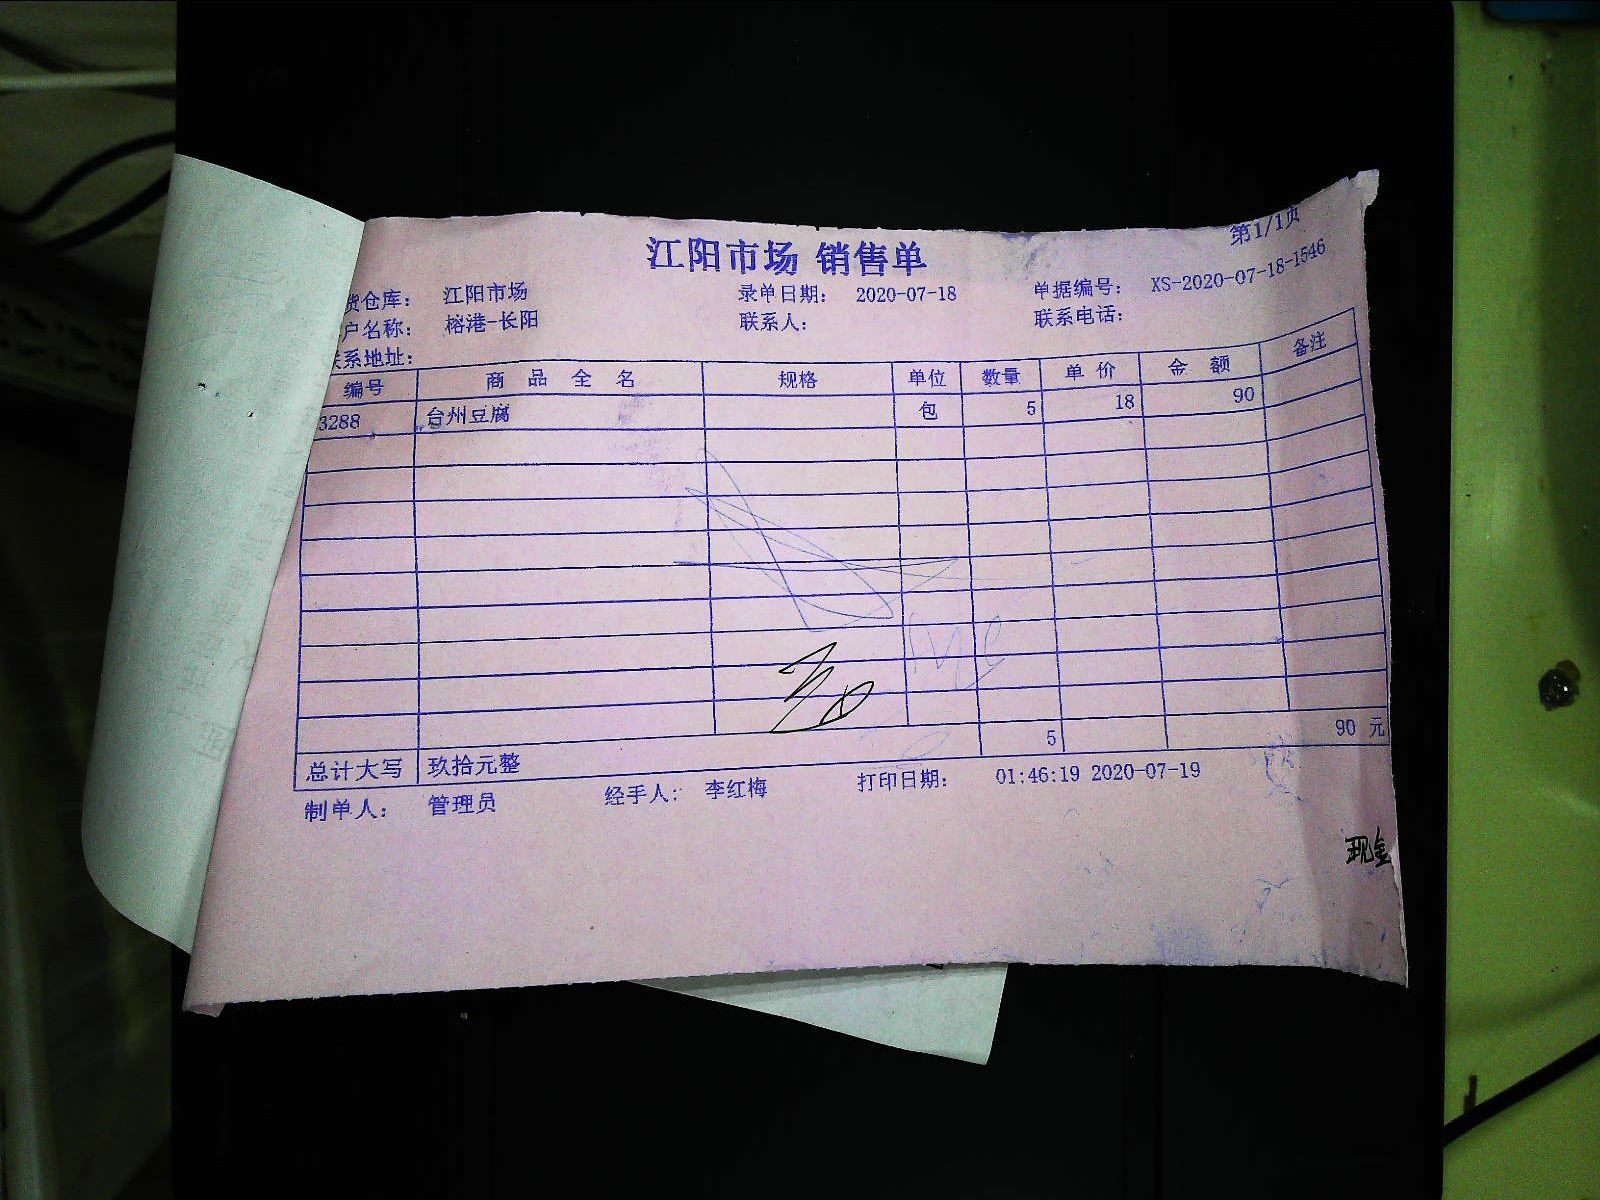 第1/1页
江阳市场 销售单
货仓库： 江阳市场 录单日期： 2020-07-18 单据编号： XS-2020-07-18-1546
户名称： 榕港-长阳 联系人： 联系电话：
联系地址：
编号 商品全名 规格 单位 数量 单价 金额 备注
3288 台州豆腐 包 5 18 90
5 90 元
总计大写 玖拾元整
制单人： 管理员 经手人： 李红梅 打印日期： 01:46:19 2020-07-19
现金